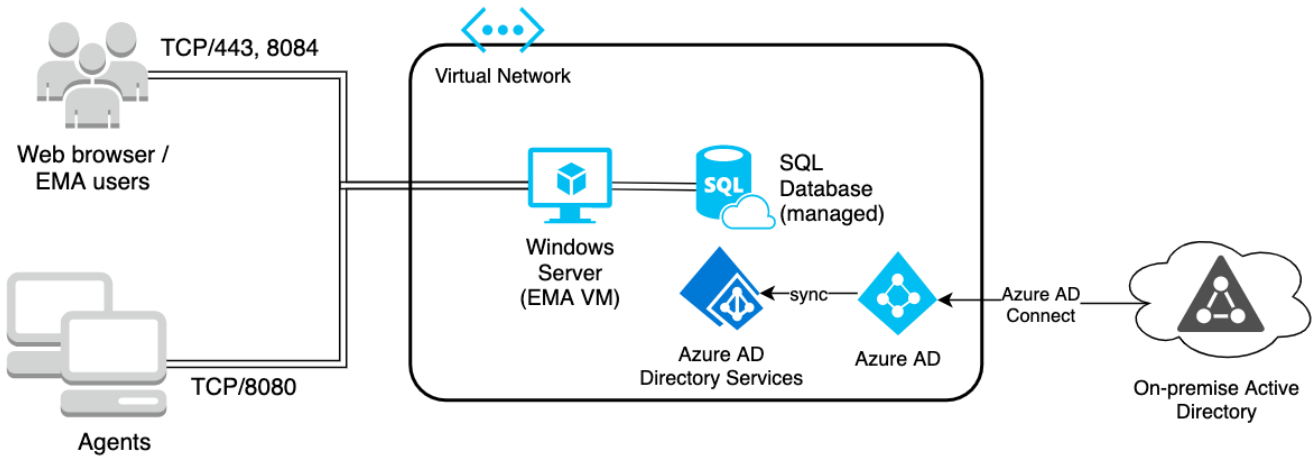 TCP/443, 8084
Web browser /
EMA users
Virtual Network
SQL
SQL
Database
(managed)
Windows
Server
(EMA VM)
sync
Azure AD
Connect
Azure AD
Directory Services
Azure AD
On-premise Active
Directory
TCP/8080
Agents